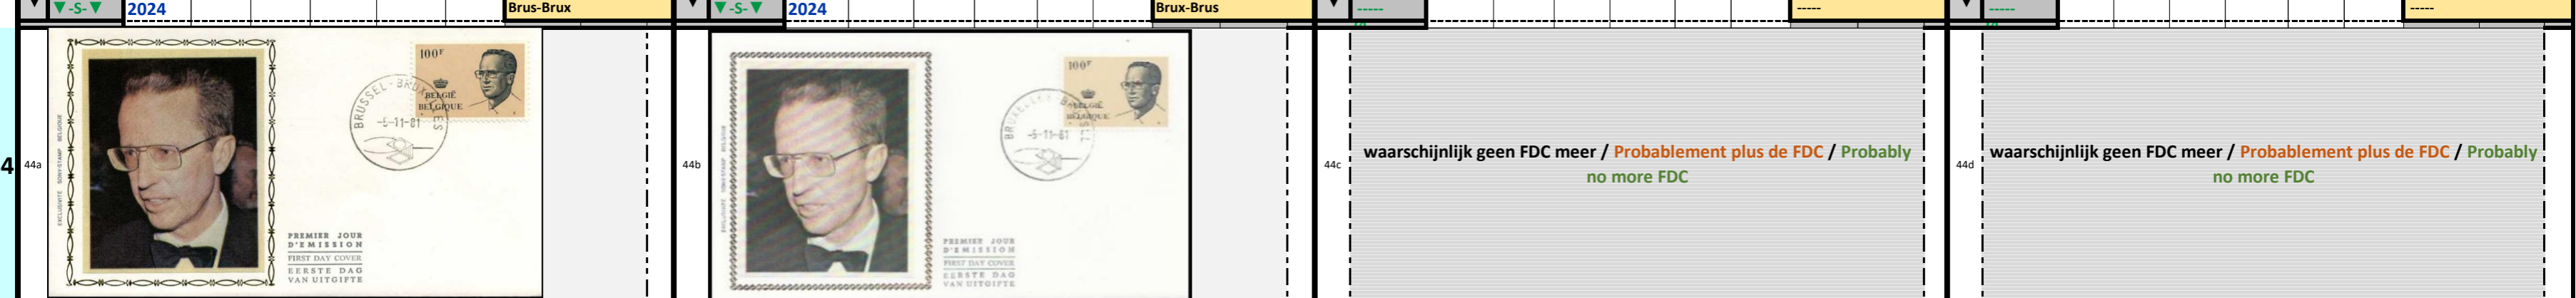 ▼ ▼-S-▼ 2024 Brus-Brux ▼ ▼-S-▼ 2024 Brux-Brus ▼ ----- ----- ▼ ----- -----
4
44a
EXCLUSIVITE SONSTAMP BELGIQUE
100F
BELGIË
BELGIQUE
BRUSSEL-BRUXELLES
-5-11-81
PREMIER JOUR
D'EMISSION
FIRST DAY COVER
EERSTE DAG
VAN UITGIFTE
44b
100F
BELGIË
BELGIQUE
-5-11-81
PREMIER JOUR
D'EMISSION
FIRST DAY COVER
EERSTE DAG
VAN UITGIFTE
44c
waarschijnlijk geen FDC meer / Probablement plus de FDC / Probably
no more FDC
44d
waarschijnlijk geen FDC meer / Probablement plus de FDC / Probably
no more FDC